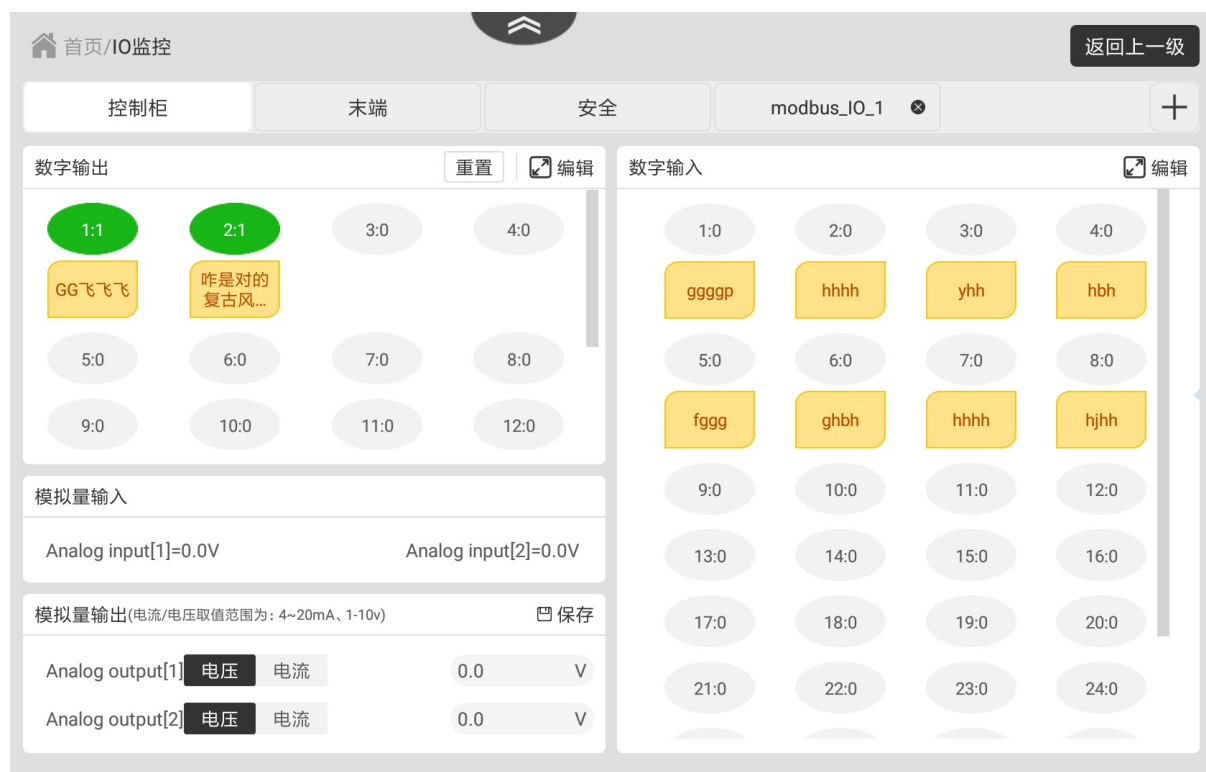 首页/IO监控
返回上一级
控制柜
末端
安全
modbus_IO_1
数字输出
重置
编辑
1:1
2:1
3:0
4:0
GG飞飞飞
咋是对的
复古风...
5:0
6:0
7:0
8:0
9:0
10:0
11:0
12:0
模拟量输入
Analog input[1]=0.0V
Analog input[2]=0.0V
模拟量输出(电流/电压取值范围为: 4~20mA、1-10v)
保存
Analog output[1]
电压
电流
0.0
V
Analog output[2]
电压
电流
0.0
V
数字输入
编辑
1:0
2:0
3:0
4:0
ggggp
hhhh
yhh
hbh
5:0
6:0
7:0
8:0
fggg
ghbh
hhhh
hjhh
9:0
10:0
11:0
12:0
13:0
14:0
15:0
16:0
17:0
18:0
19:0
20:0
21:0
22:0
23:0
24:0